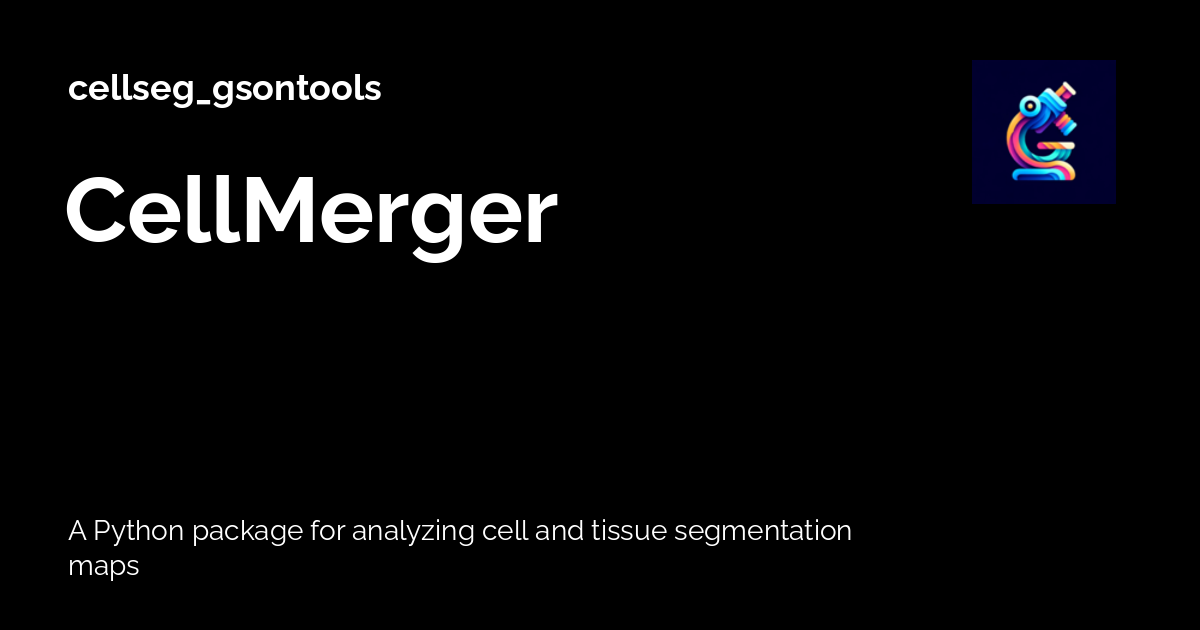 cellseg_gsontools
CellMerger
A Python package for analyzing cell and tissue segmentation
maps